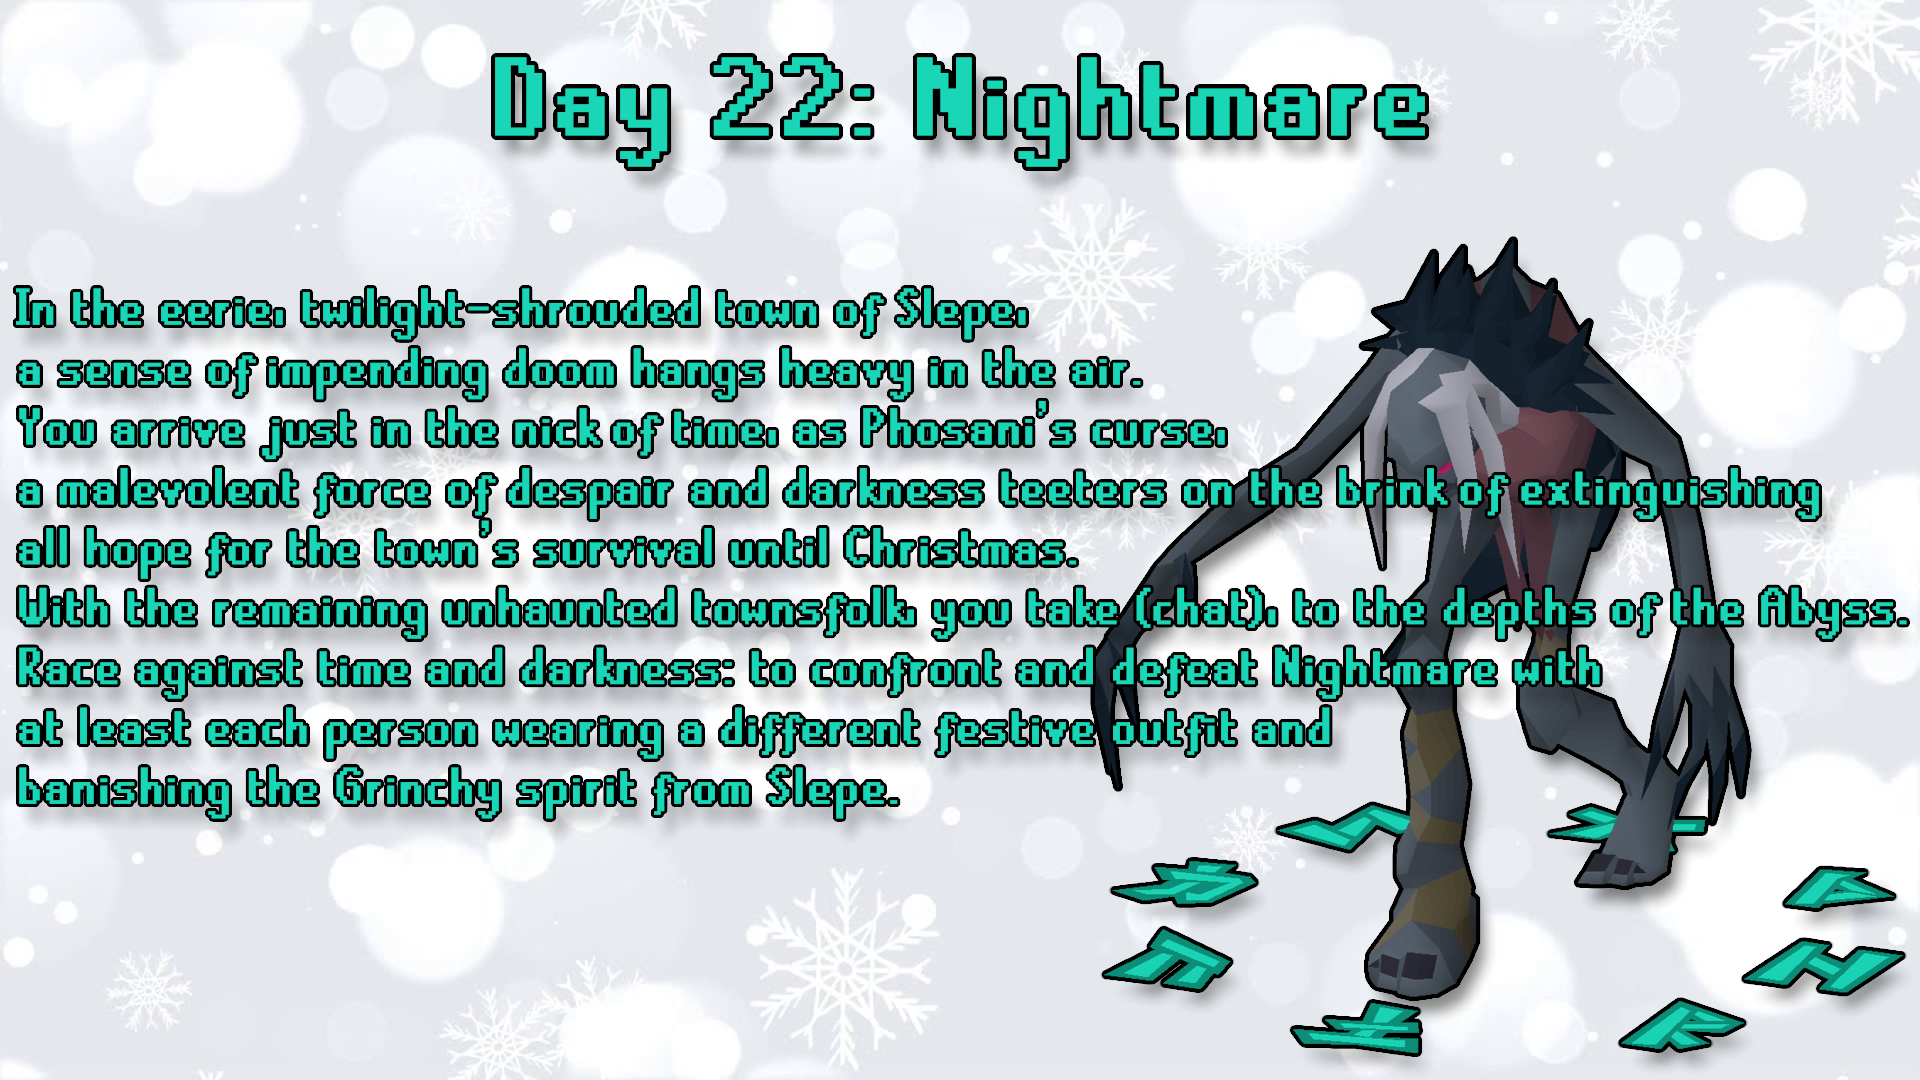 Day 22: Nightmare
In the eerie, twilight-shrouded town of Slepe,
a sense of impending doom hangs heavy in the air.
You arrive just in the nick of time, as Phosani's curse,
a malevolent force of despair and darkness teeters on the brink of extinguishing
all hope for the town's survival until Christmas.
With the remaining unhaunted townsfolk, you take (chat), to the depths of the Abyss.
Race against time and darkness: to confront and defeat Nightmare with
at least each person wearing a different festive outfit and
banishing the Grinchy spirit from Slepe.